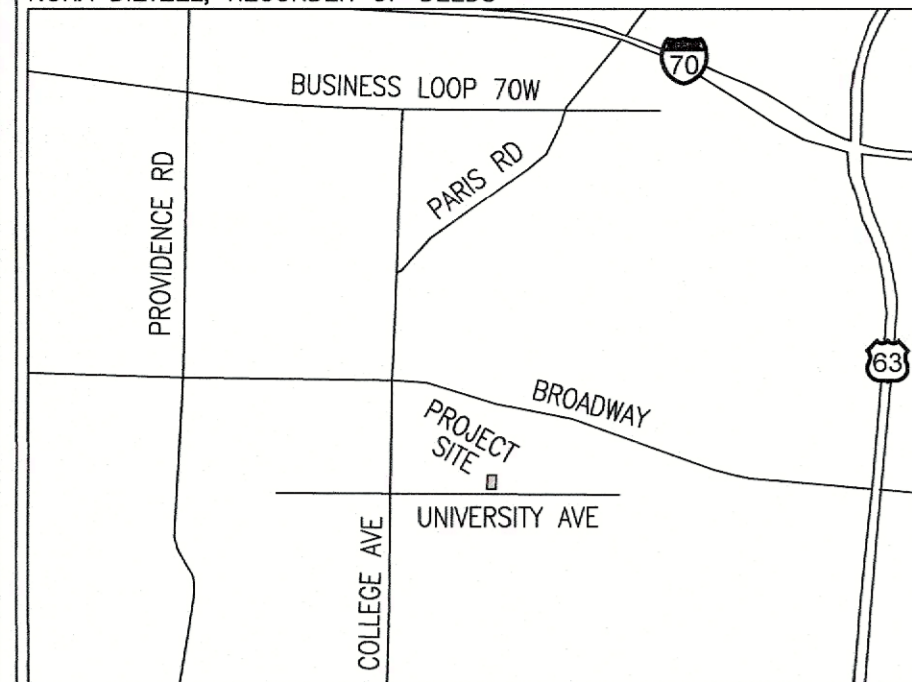 BUSINESS LOOP 70W
70
PARIS RD
PROVIDENCE RD
63
BROADWAY
PROJECT
SITE
UNIVERSITY AVE
COLLEGE AVE